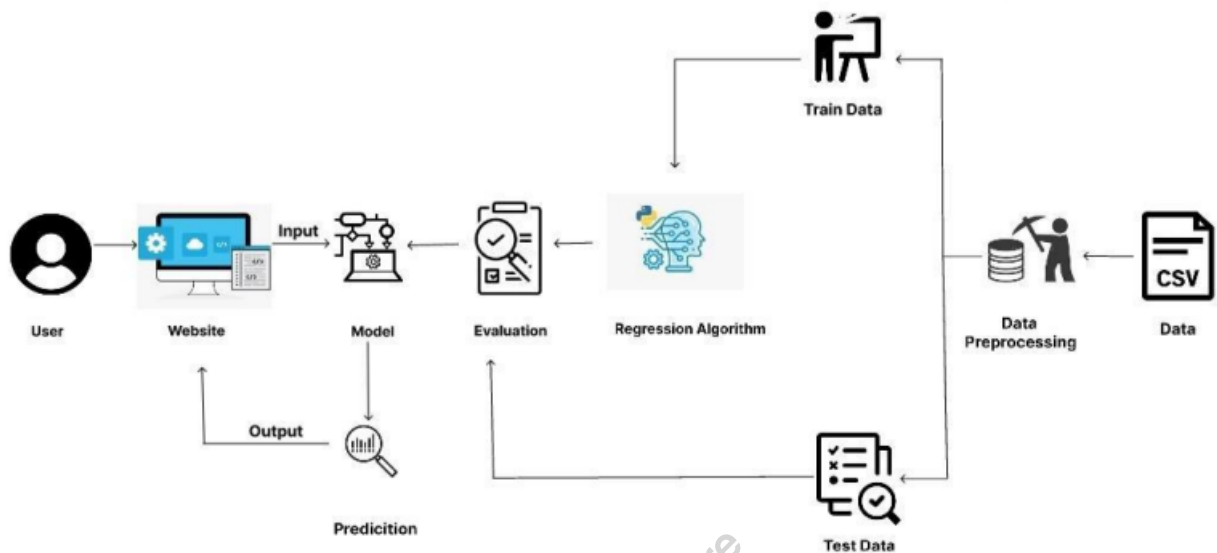 Train Data
Input
CSV
User
Website
Model
Evaluation
Regression Algorithm
Data
Preprocessing
Data
Output
Predicition
Test Data